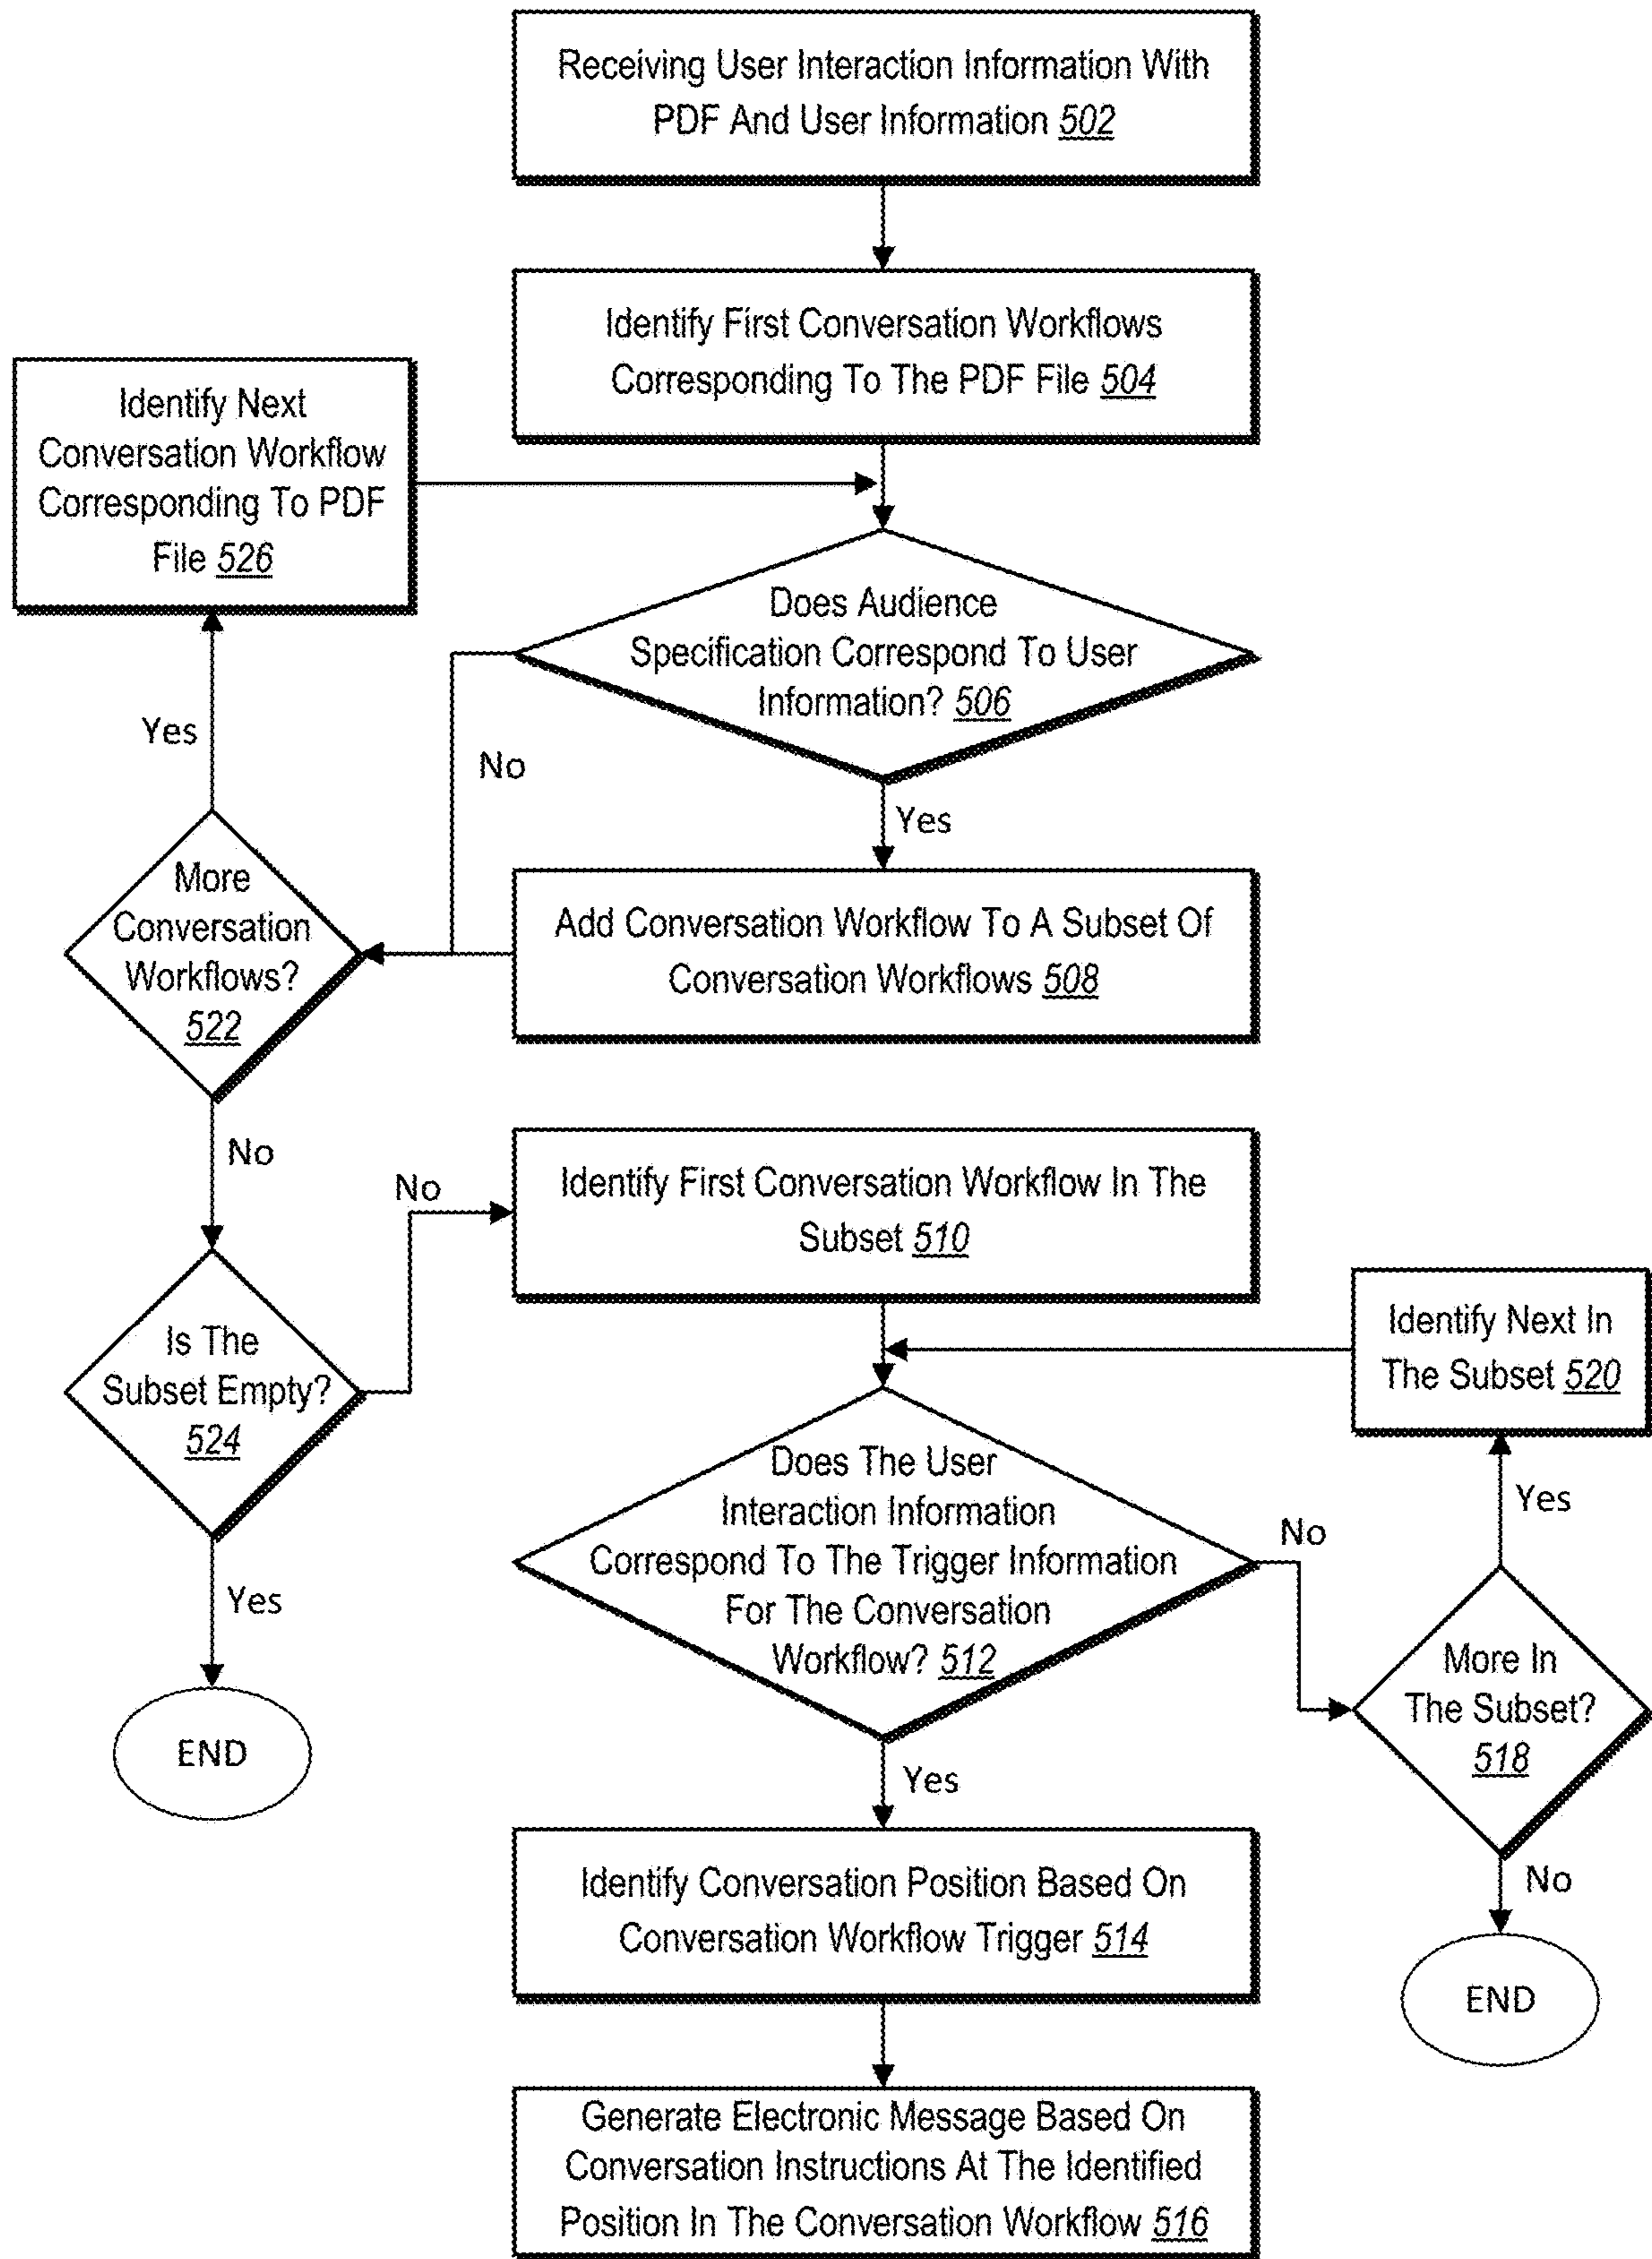 Receiving User Interaction Information With
PDF And User Information 502
Identify First Conversation Workflows
Corresponding To The PDF File 504
Identify Next
Conversation Workflow
Corresponding To PDF
File 526
Does Audience
Specification Correspond To User
Information? 506
Yes
No
Yes
More
Conversation
Workflows?
522
Add Conversation Workflow To A Subset Of
Conversation Workflows 508
No
No
Identify First Conversation Workflow In The
Subset 510
Is The
Subset Empty?
524
Identify Next In
The Subset 520
Does The User
Interaction Information
Correspond To The Trigger Information
For The Conversation
Workflow? 512
No
Yes
Yes
More In
The Subset?
518
END
Yes
Identify Conversation Position Based On
Conversation Workflow Trigger 514
No
END
Generate Electronic Message Based On
Conversation Instructions At The Identified
Position In The Conversation Workflow 516